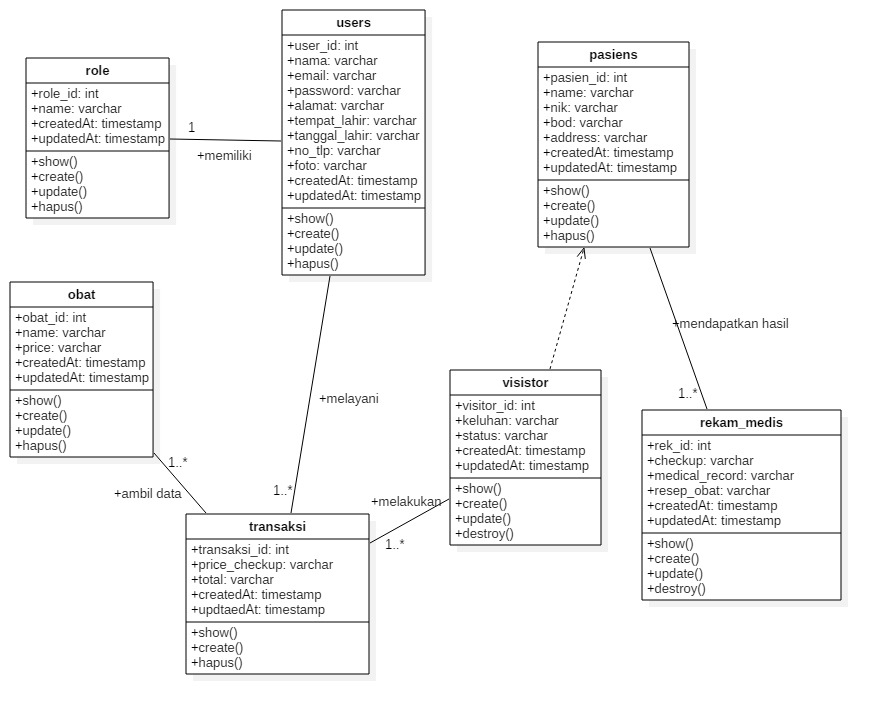 users
+user_id: int
+nama: varchar
+email: varchar
+password: varchar
+alamat: varchar
+tempat_lahir: varchar
+tanggal_lahir: varchar
+no_tlp: varchar
+foto: varchar
+createdAt: timestamp
+updatedAt: timestamp
+show()
+create()
+update()
+hapus()
role
+role_id: int
+name: varchar
+createdAt: timestamp
+updatedAt: timestamp
+show()
+create()
+update()
+hapus()
1
+memiliki
pasiens
+pasien_id: int
+name: varchar
+nik: varchar
+bod: varchar
+address: varchar
+createdAt: timestamp
+updatedAt: timestamp
+show()
+create()
+update()
+hapus()
obat
+obat_id: int
+name: varchar
+price: varchar
+createdAt: timestamp
+updatedAt: timestamp
+show()
+create()
+update()
+hapus()
1..*
+ambil data
+melayani
1..*
+mendapatkan hasil
1..*
visistor
+visitor_id: int
+keluhan: varchar
+status: varchar
+createdAt: timestamp
+updatedAt: timestamp
+show()
+create()
+update()
+destroy()
+melakukan
1..*
rekam_medis
+rek_id: int
+checkup: varchar
+medical_record: varchar
+resep_obat: varchar
+createdAt: timestamp
+updatedAt: timestamp
+show()
+create()
+update()
+destroy()
transaksi
+transaksi_id: int
+price_checkup: varchar
+total: varchar
+createdAt: timestamp
+updtaedAt: timestamp
+show()
+create()
+hapus()